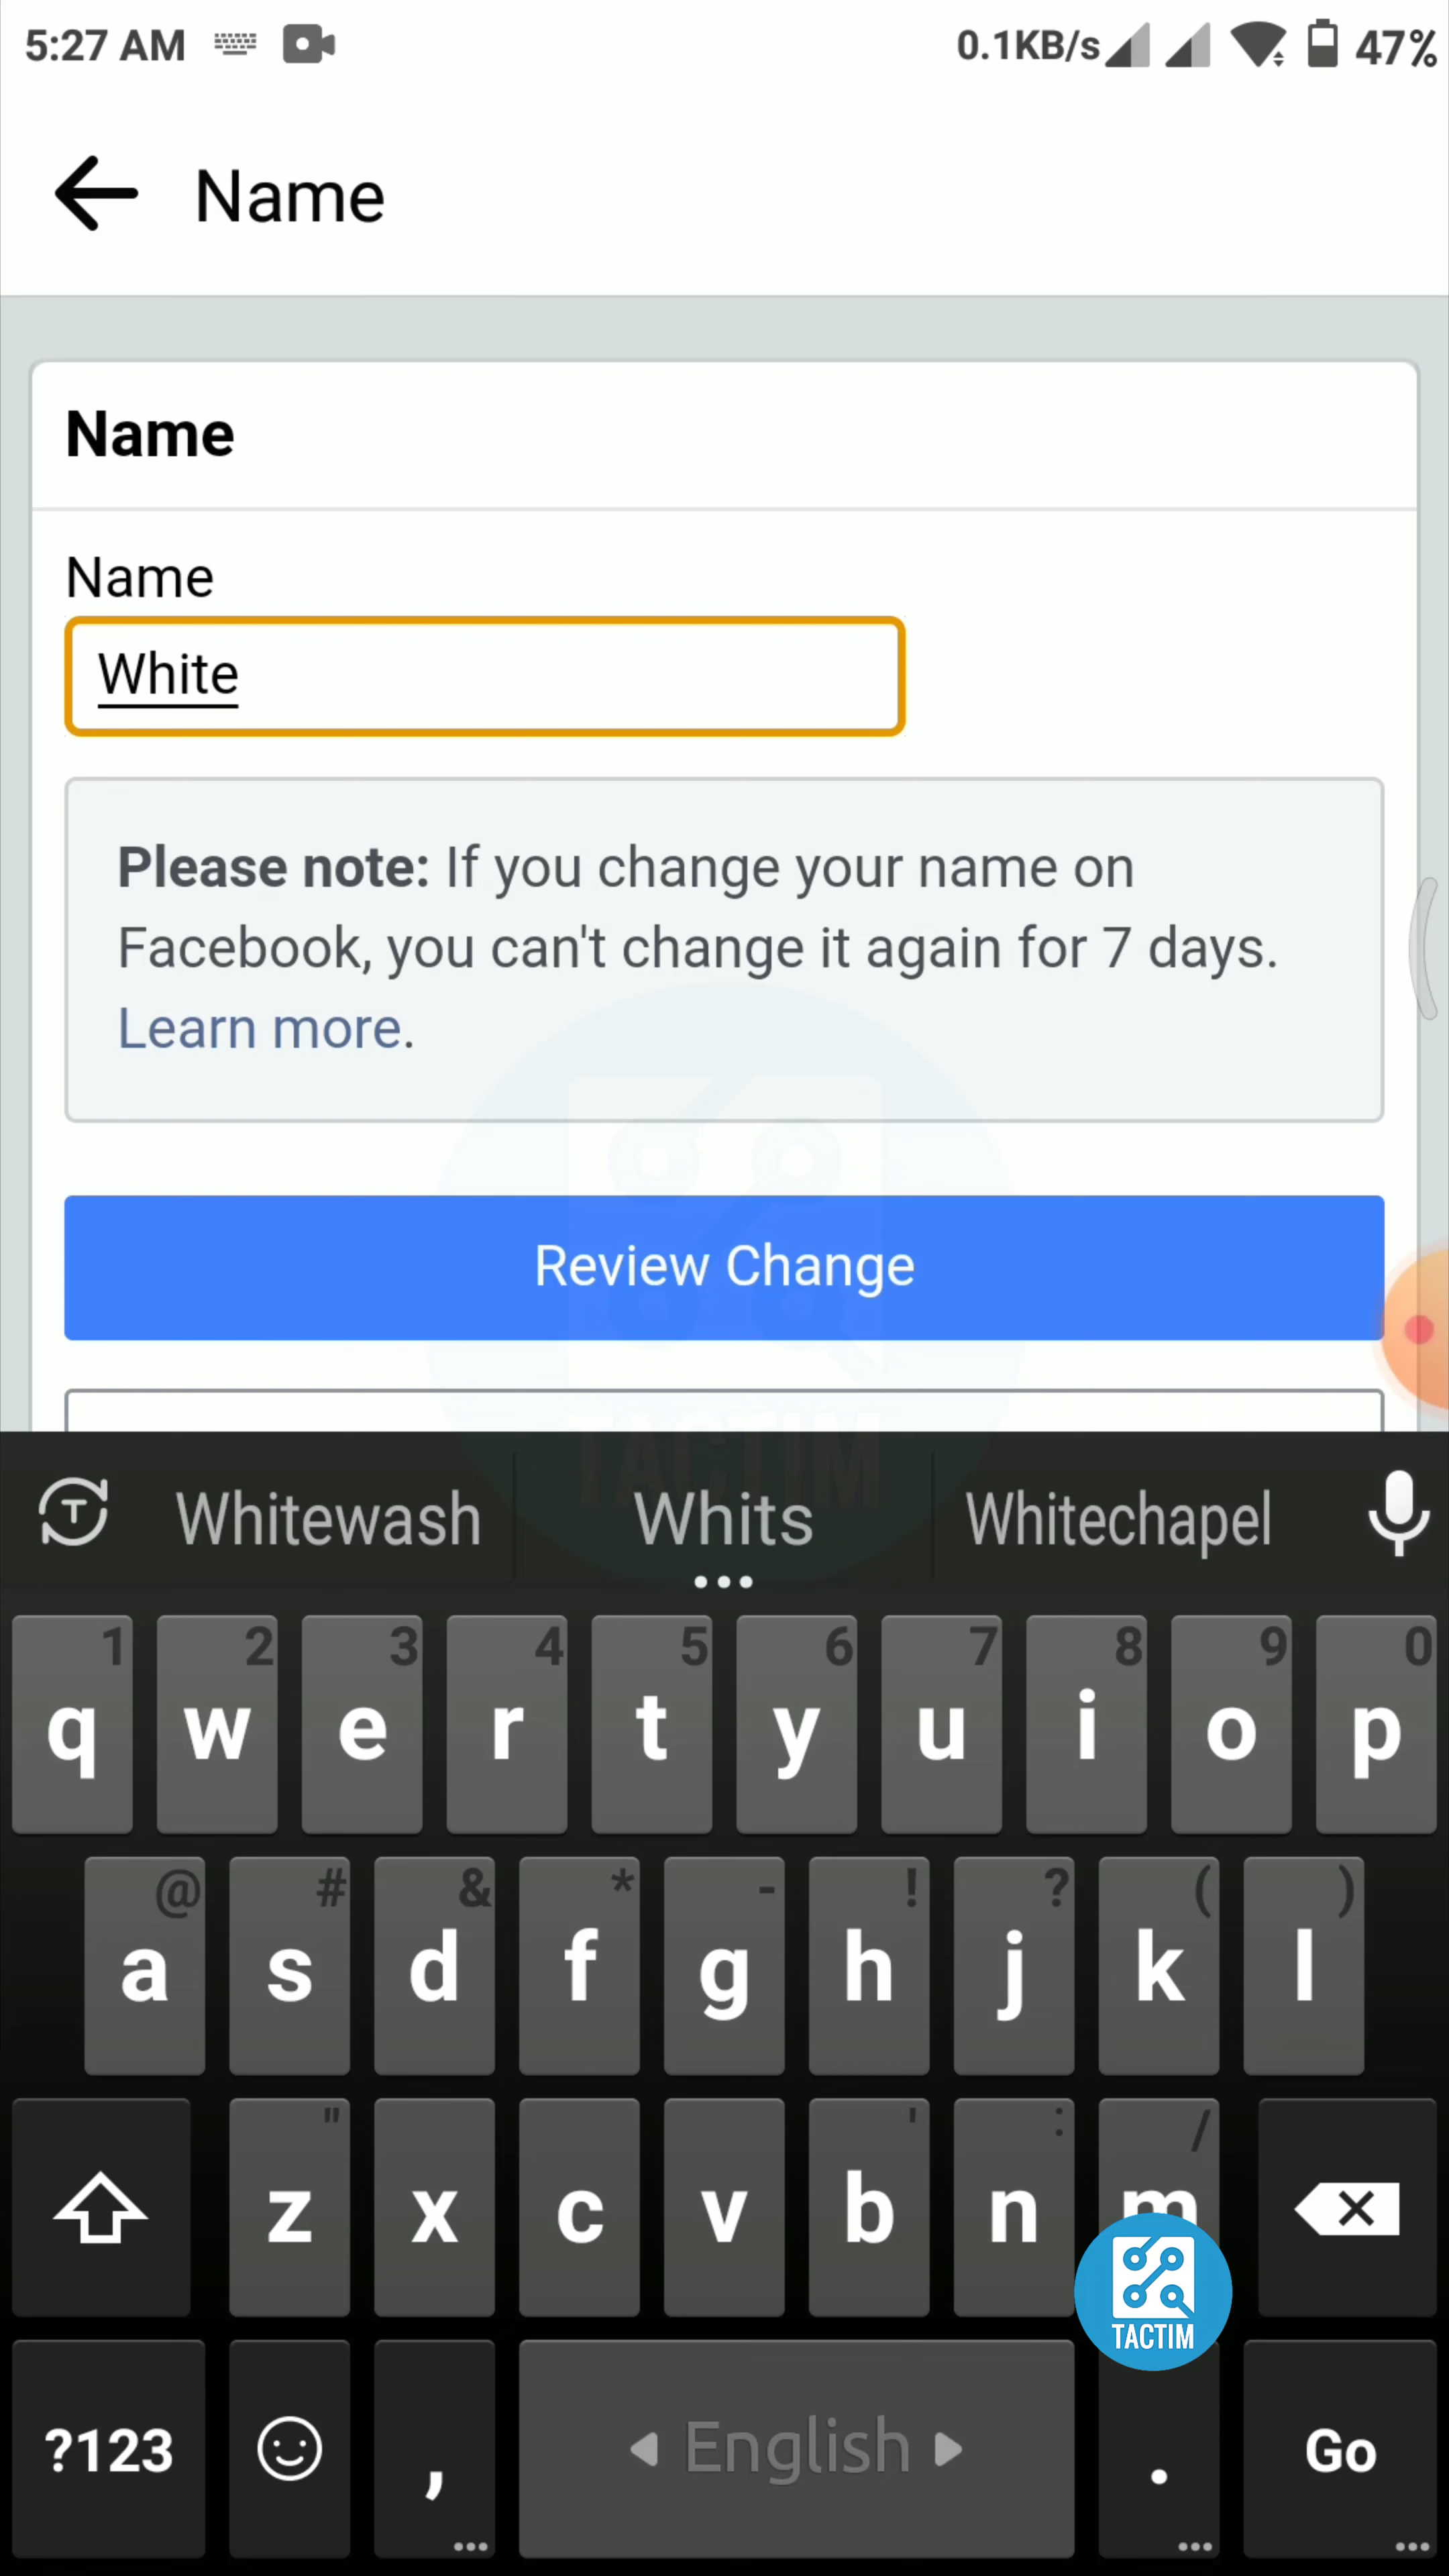 5:27 AM 0.1KB/s 47%
Name
Name
Name
White
Please note: If you change your name on
Facebook, you can't change it again for 7 days.
Learn more.
Review Change
TACTIM
Whitewash Whits Whitechapel
1 2 3 4 5 6 7 8 9 0
q w e r t y u i o p
@ # & * - ! ? ( )
a s d f g h j k l
" ' : /
z x c v b n m
TACTIM
?123 , English . Go